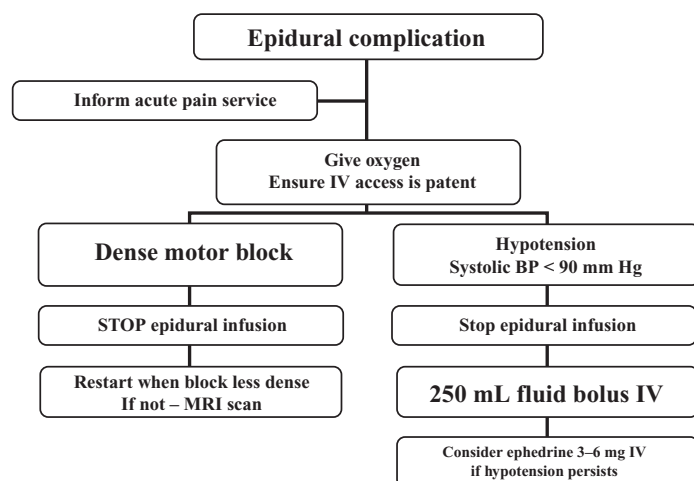 Epidural complication
Inform acute pain service
Give oxygen
Ensure IV access is patent
Dense motor block
Hypotension
Systolic BP < 90 mm Hg
STOP epidural infusion
Stop epidural infusion
Restart when block less dense
If not – MRI scan
250 mL fluid bolus IV
Consider ephedrine 3–6 mg IV
if hypotension persists